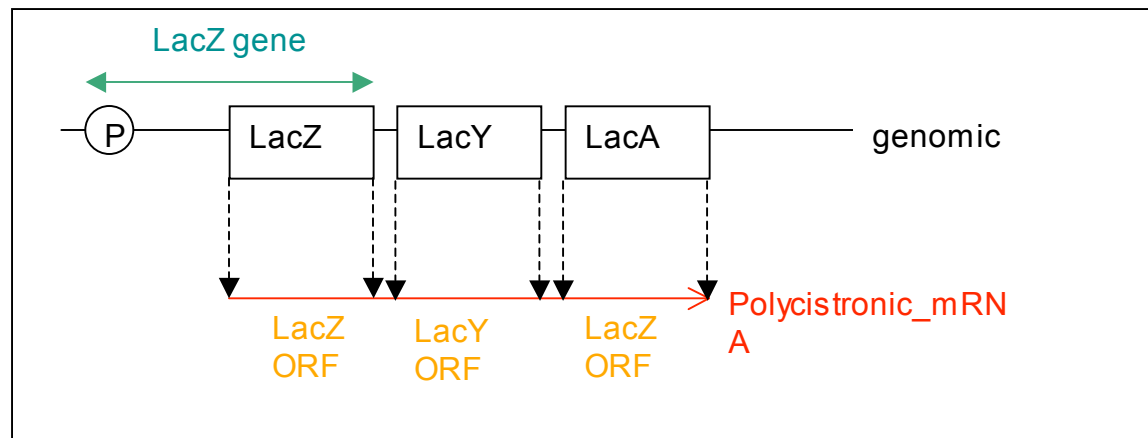 LacZ gene
P
LacZ
LacY
LacA
genomic
Polycistronic_mRN
A
LacZ
ORF
LacY
ORF
LacZ
ORF